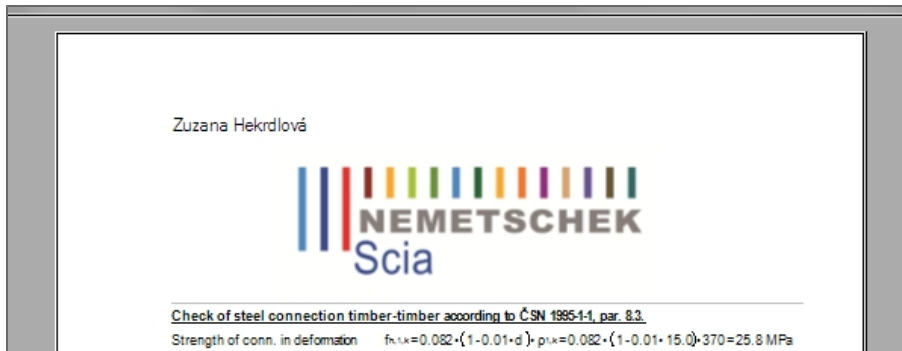 Zuzana Hekrdlová
NEMETSCHEK
Scia
Check of steel connection timber-timber according to ČSN 1995-1-1, par. 8.3.
Strength of conn. in deformation fh,1,k=0.082•(1-0.01•d)•ρ1,k=0.082•(1-0.01•15.0)•370=25.8 MPa